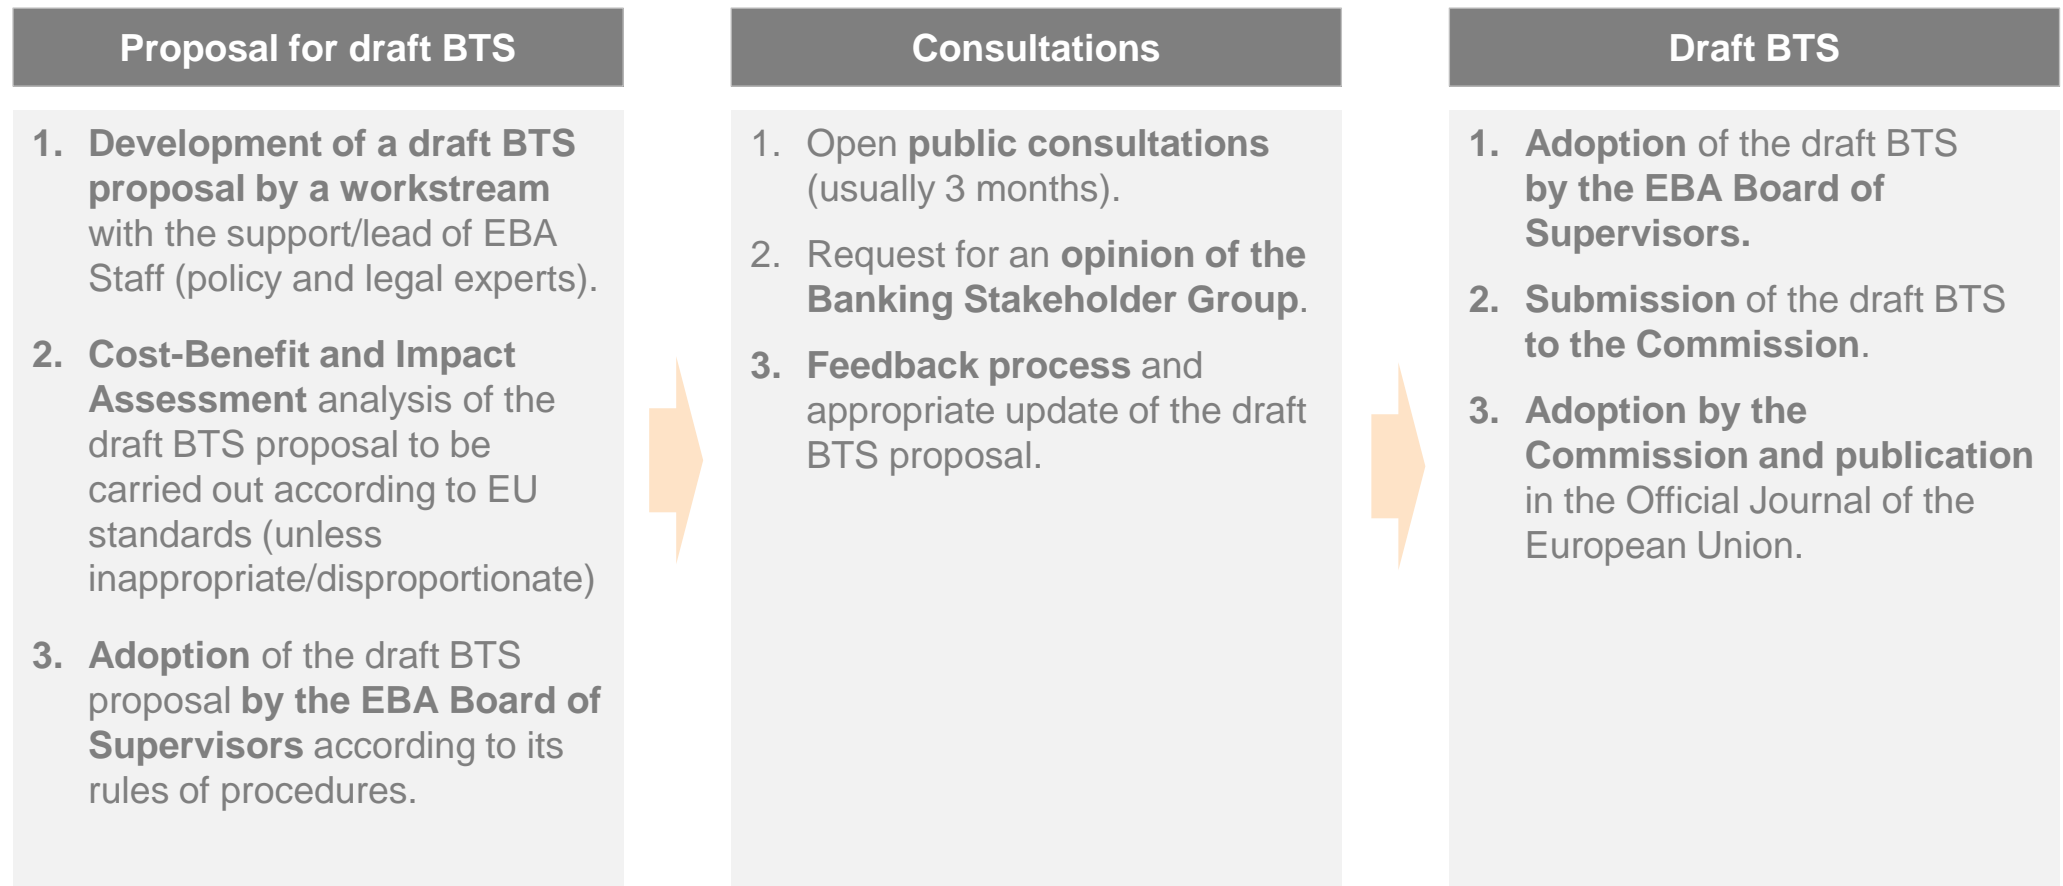 Proposal for draft BTS
1. Development of a draft BTS
proposal by a workstream
with the support/lead of EBA
Staff (policy and legal experts).
2. Cost-Benefit and Impact
Assessment analysis of the
draft BTS proposal to be
carried out according to EU
standards (unless
inappropriate/disproportionate)
3. Adoption of the draft BTS
proposal by the EBA Board of
Supervisors according to its
rules of procedures.
Consultations
1. Open public consultations
(usually 3 months).
2. Request for an opinion of the
Banking Stakeholder Group.
3. Feedback process and
appropriate update of the draft
BTS proposal.
Draft BTS
1. Adoption of the draft BTS
by the EBA Board of
Supervisors.
2. Submission of the draft BTS
to the Commission.
3. Adoption by the
Commission and publication
in the Official Journal of the
European Union.